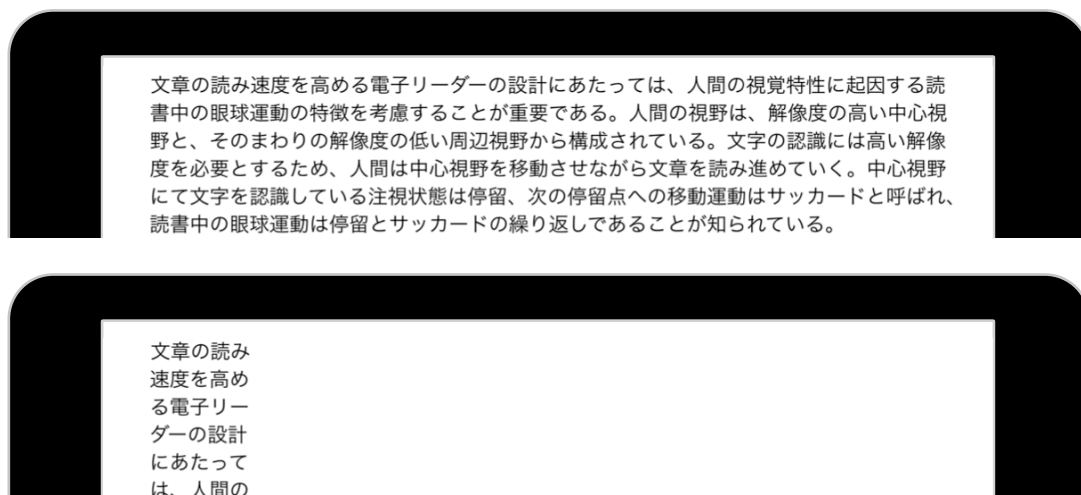 文章の読み速度を高める電子リーダーの設計にあたっては、人間の視覚特性に起因する読
書中の眼球運動の特徴を考慮することが重要である。人間の視野は、解像度の高い中心視
野と、そのまわりの解像度の低い周辺視野から構成されている。文字の認識には高い解像
度を必要とするため、人間は中心視野を移動させながら文章を読み進めていく。中心視野
にて文字を認識している注視状態は停留、次の停留点への移動運動はサッカードと呼ばれ、
読書中の眼球運動は停留とサッカードの繰り返しであることが知られている。
文章の読み
速度を高め
る電子リー
ダーの設計
にあたって
は、人間の